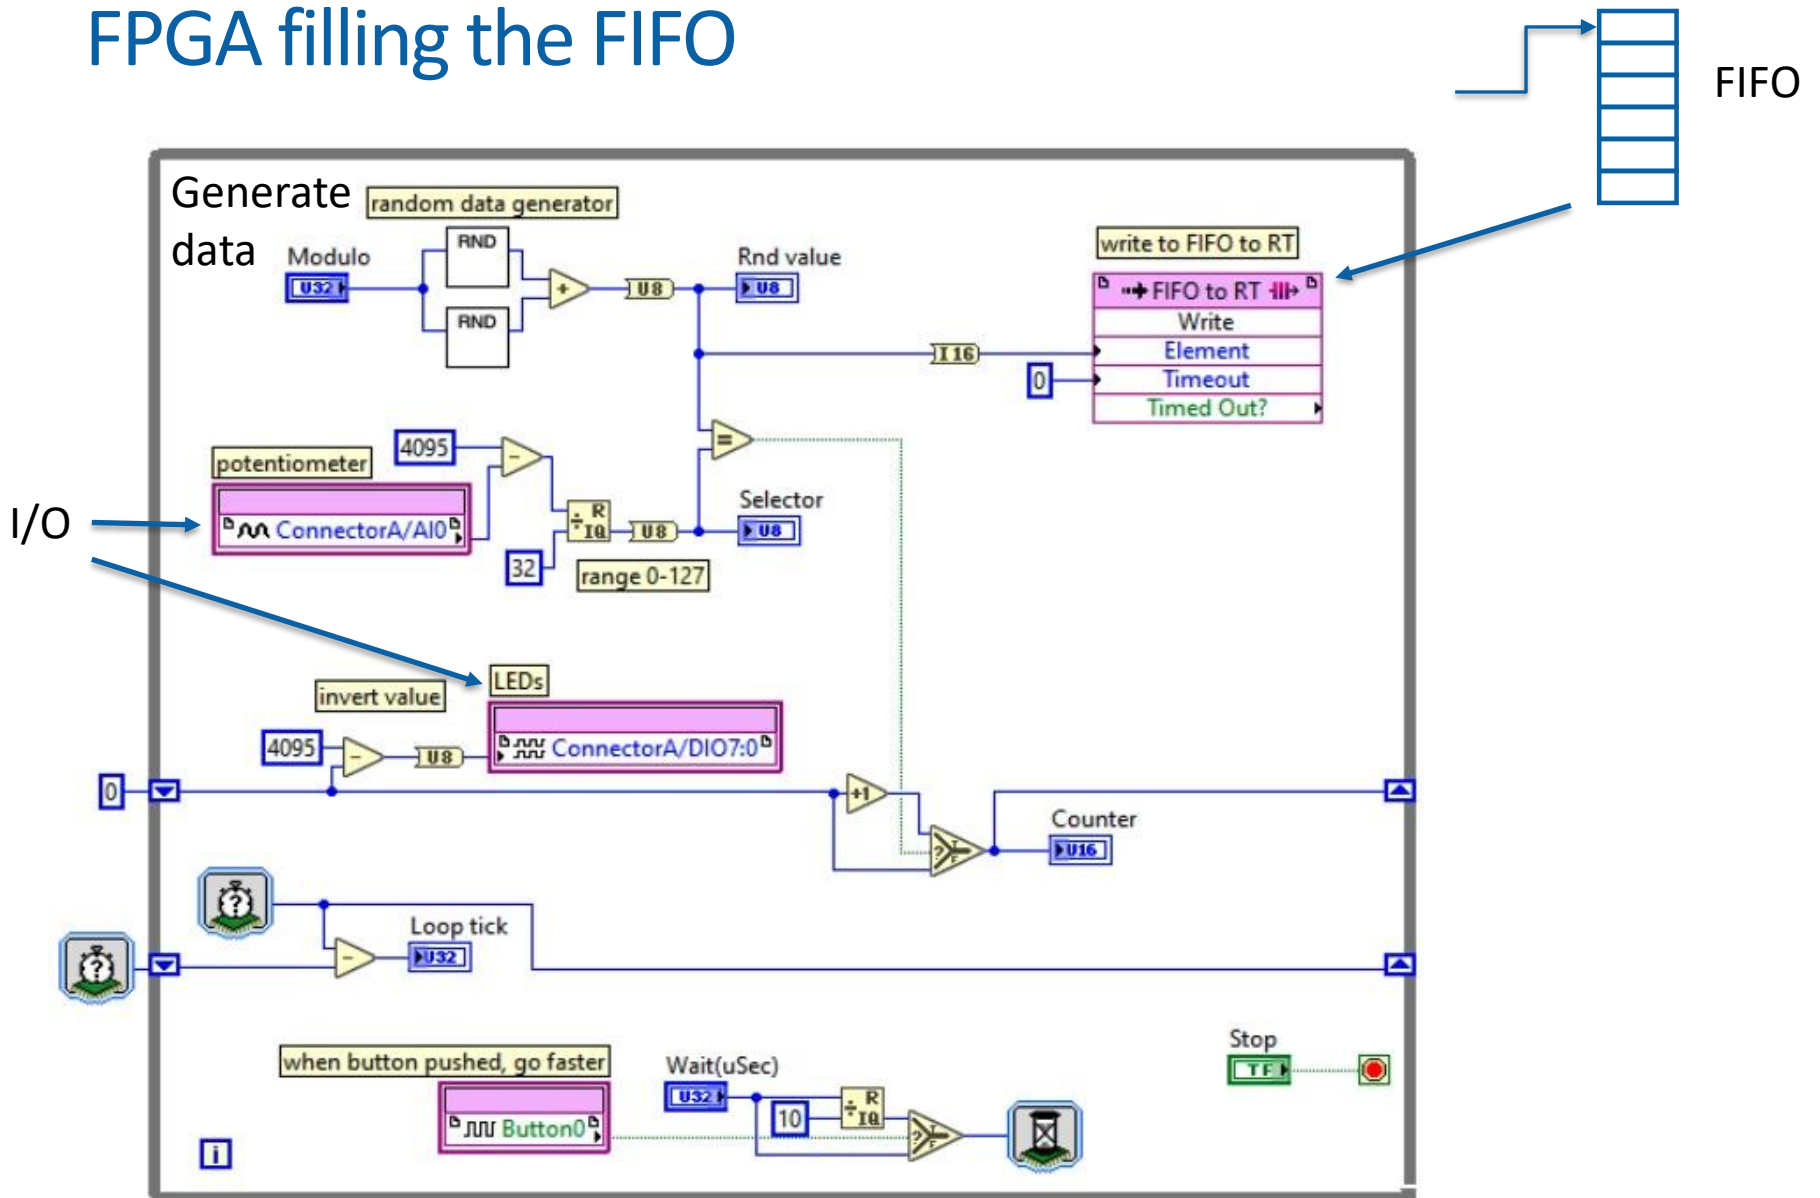 FPGA filling the FIFO
FIFO
Generate
data
random data generator
Modulo
U32
RND
RND
+
U8
Rnd value
U8
write to FIFO to RT
FIFO to RT
Write
Element
Timeout
Timed Out?
I16
0
=
potentiometer
4095
-
ConnectorA/AI0
R
IQ
32
U8
range 0-127
Selector
U8
I/O
invert value
LEDs
4095
-
U8
ConnectorA/DIO7:0
0
+1
?
T
F
Counter
U16
?
?
-
Loop tick
U32
when button pushed, go faster
Button0
Wait(uSec)
U32
10
R
IQ
?
T
F
Stop
TF
i